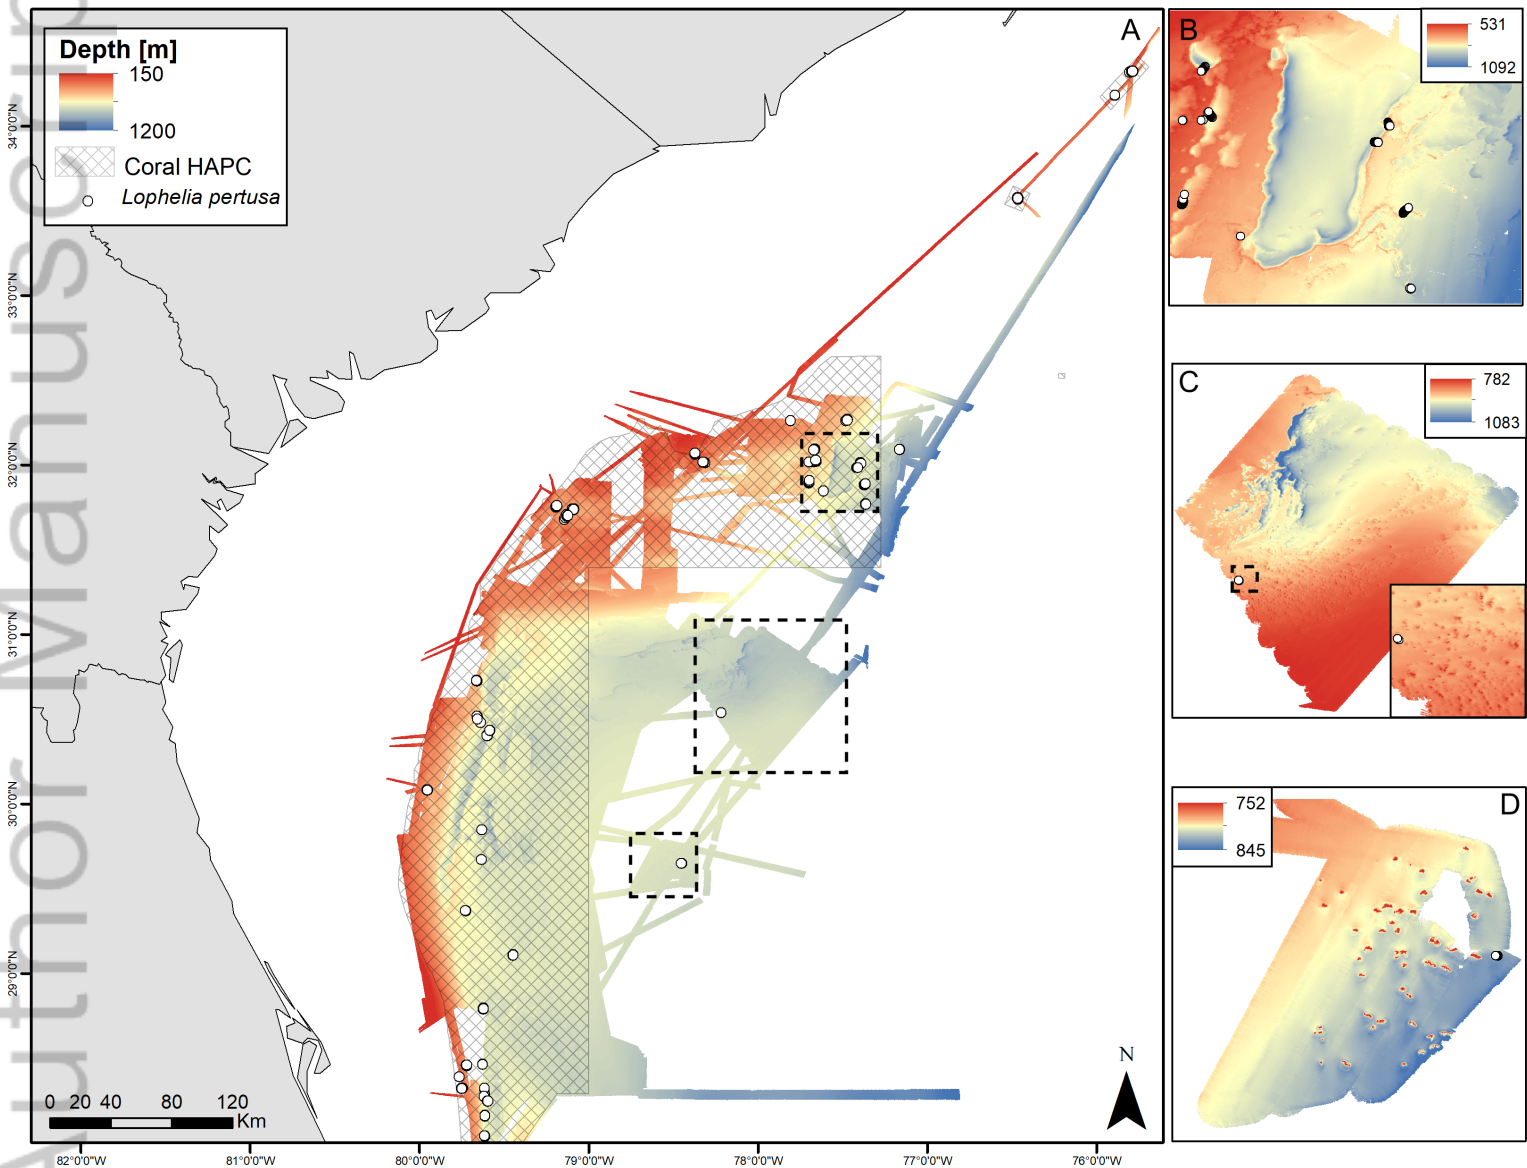 Author Manuscrip
A
Depth [m]
150
1200
Coral HAPC
Lophelia pertusa
34°0'0"N
33°0'0"N
32°0'0"N
31°0'0"N
30°0'0"N
29°0'0"N
N
0 20 40 80 120
Km
82°0'0"W 81°0'0"W 80°0'0"W 79°0'0"W 78°0'0"W 77°0'0"W 76°0'0"W
B
531
1092
C
782
1083
D
752
845